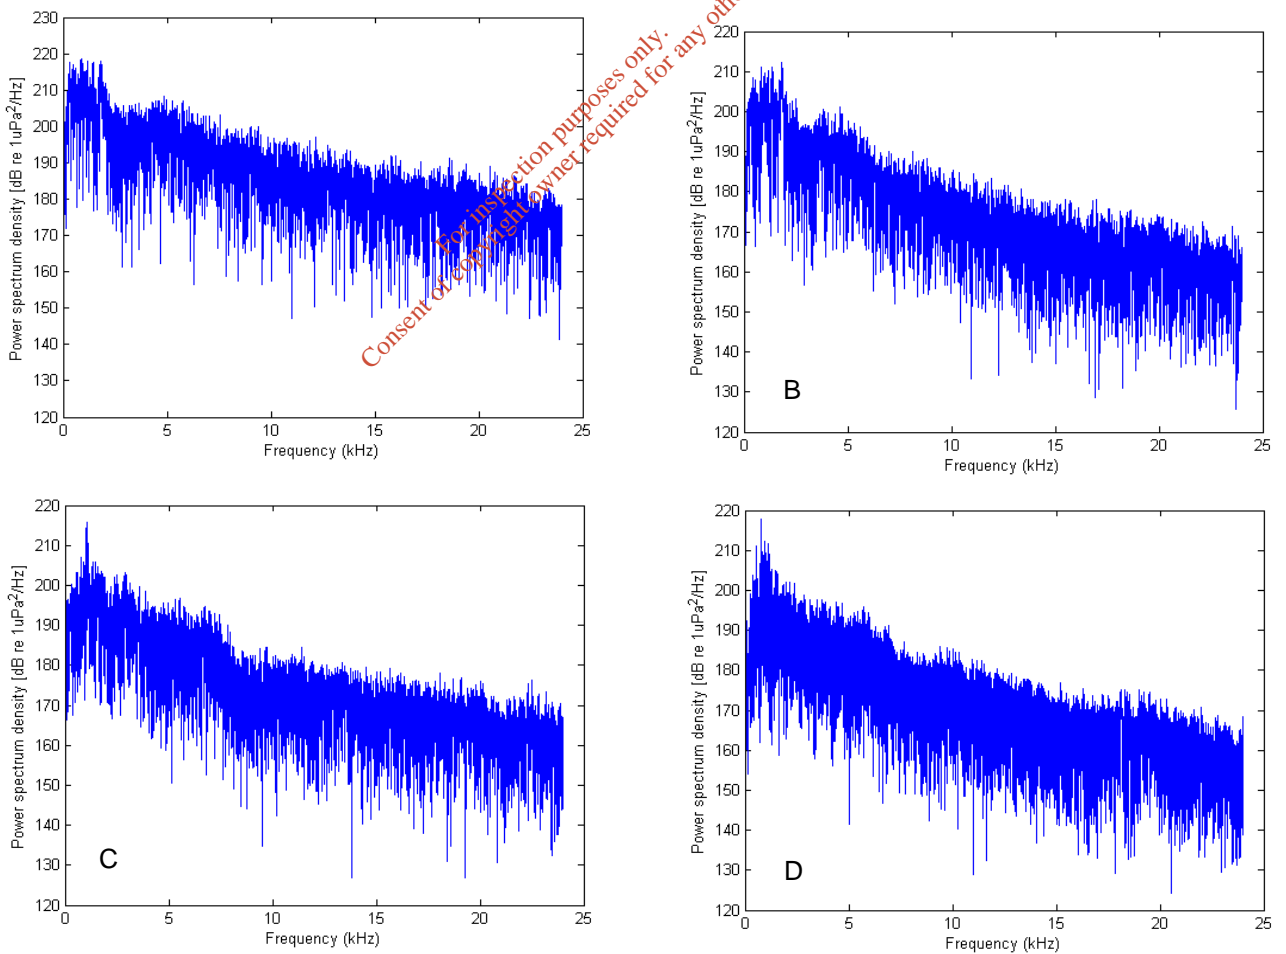 230
220
210
200
190
180
170
160
150
140
130
120
0 5 10 15 20 25
Frequency (kHz)
Power spectrum density [dB re 1uPa²/Hz]
For inspection purposes only.
Consent of copyright owner required for any
220
210
200
190
180
170
160
150
140
130
120
0 5 10 15 20 25
Frequency (kHz)
Power spectrum density [dB re 1uPa²/Hz]
B
220
210
200
190
180
170
160
150
140
130
120
0 5 10 15 20 25
Frequency (kHz)
Power spectrum density [dB re 1uPa²/Hz]
C
220
210
200
190
180
170
160
150
140
130
120
0 5 10 15 20 25
Frequency (kHz)
Power spectrum density [dB re 1uPa²/Hz]
D